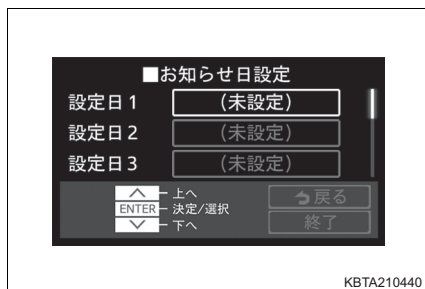 ■お知らせ日設定
設定日1 (未設定)
設定日2 (未設定)
設定日3 (未設定)
上へ
戻る
ENTER 決定/選択
下へ
終了
KBTA210440